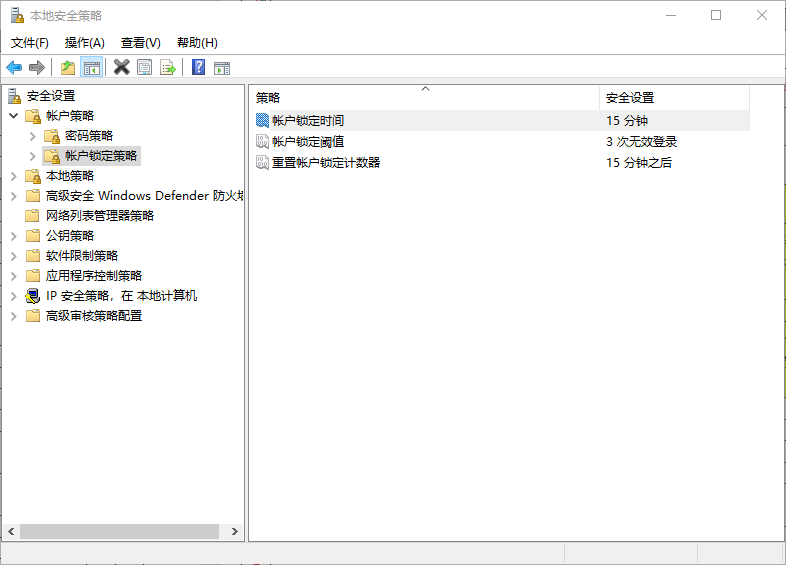 本地安全策略
文件(F) 操作(A) 查看(V) 帮助(H)
安全设置
帐户策略
密码策略
帐户锁定策略
本地策略
高级安全 Windows Defender 防火墙
网络列表管理器策略
公钥策略
软件限制策略
应用程序控制策略
IP 安全策略，在 本地计算机
高级审核策略配置
策略 安全设置
帐户锁定时间 15 分钟
帐户锁定阈值 3 次无效登录
重置帐户锁定计数器 15 分钟之后